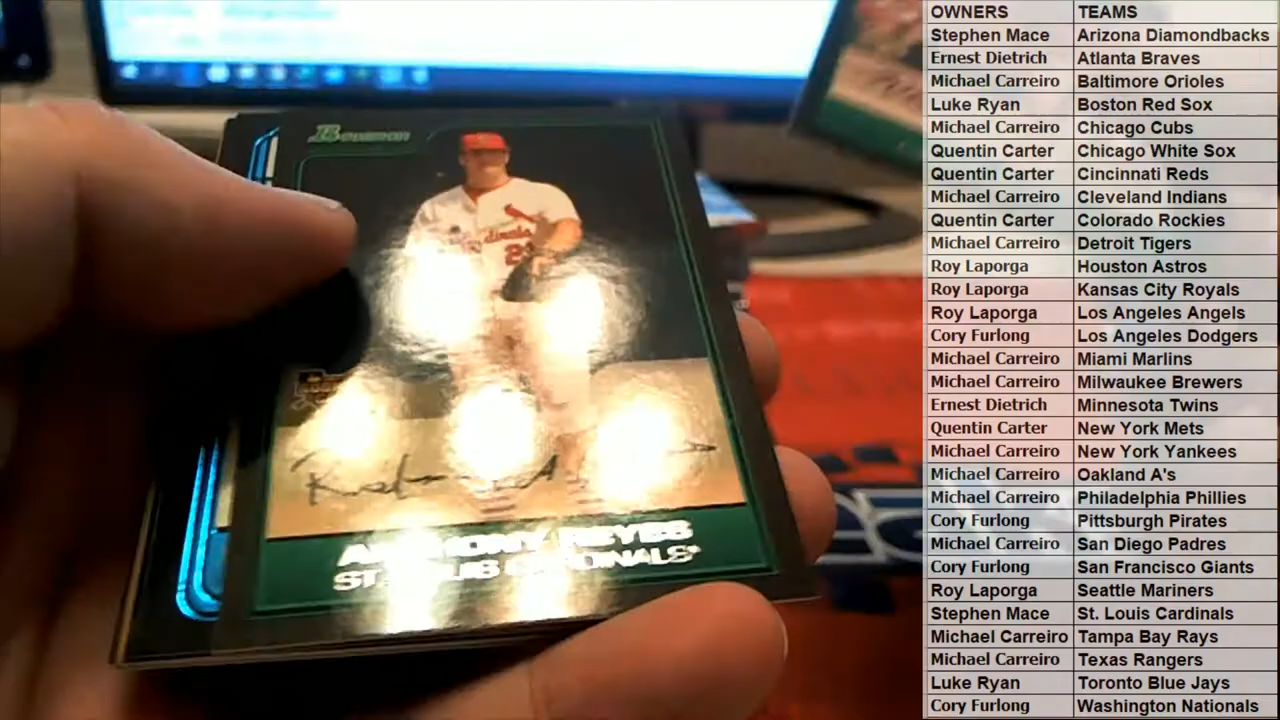 Bowman
Cardinals
ANTHONY REYES
ST. LOUIS CARDINALS*
OWNERS TEAMS
Stephen Mace Arizona Diamondbacks
Ernest Dietrich Atlanta Braves
Michael Carreiro Baltimore Orioles
Luke Ryan Boston Red Sox
Michael Carreiro Chicago Cubs
Quentin Carter Chicago White Sox
Quentin Carter Cincinnati Reds
Michael Carreiro Cleveland Indians
Quentin Carter Colorado Rockies
Michael Carreiro Detroit Tigers
Roy Laporga Houston Astros
Roy Laporga Kansas City Royals
Roy Laporga Los Angeles Angels
Cory Furlong Los Angeles Dodgers
Michael Carreiro Miami Marlins
Michael Carreiro Milwaukee Brewers
Ernest Dietrich Minnesota Twins
Quentin Carter New York Mets
Michael Carreiro New York Yankees
Michael Carreiro Oakland A's
Michael Carreiro Philadelphia Phillies
Cory Furlong Pittsburgh Pirates
Michael Carreiro San Diego Padres
Cory Furlong San Francisco Giants
Roy Laporga Seattle Mariners
Stephen Mace St. Louis Cardinals
Michael Carreiro Tampa Bay Rays
Michael Carreiro Texas Rangers
Luke Ryan Toronto Blue Jays
Cory Furlong Washington Nationals